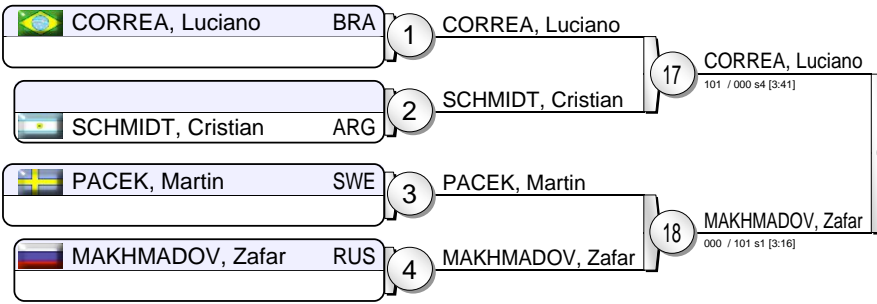 CORREA, Luciano BRA
1
CORREA, Luciano
17
CORREA, Luciano
101 / 000 s4 [3:41]
2
SCHMIDT, Cristian
SCHMIDT, Cristian ARG
PACEK, Martin SWE
3
PACEK, Martin
18
MAKHMADOV, Zafar
000 / 101 s1 [3:16]
MAKHMADOV, Zafar RUS
4
MAKHMADOV, Zafar